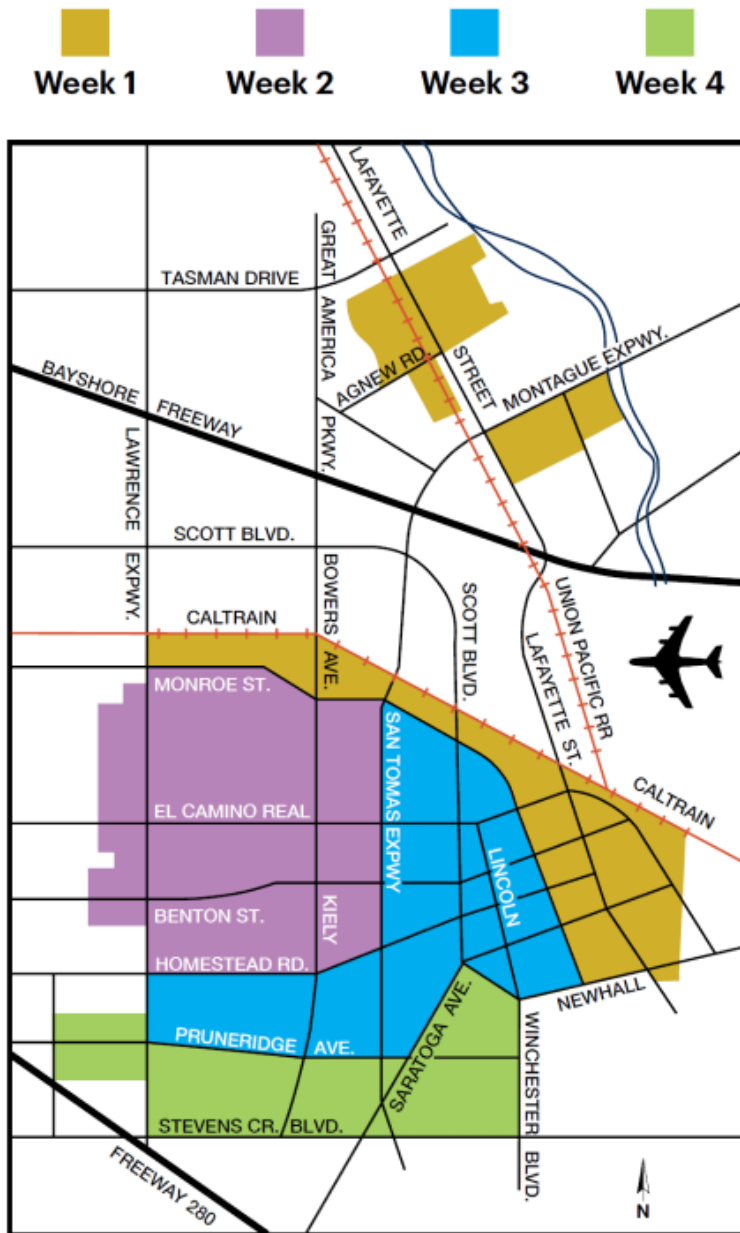 Week 1
Week 2
Week 3
Week 4
LAFAYETTE
STREET
GREAT AMERICA PKWY.
TASMAN DRIVE
AGNEW RD.
MONTAGUE EXPWY.
BAYSHORE FREEWAY
LAWRENCE EXPWY.
SCOTT BLVD.
BOWERS AVE.
SCOTT BLVD.
UNION PACIFIC RR
LAFAYETTE ST.
CALTRAIN
MONROE ST.
SAN TOMAS EXPWY
CALTRAIN
EL CAMINO REAL
LINCOLN
KIELY
BENTON ST.
HOMESTEAD RD.
NEWHALL
SARATOGA AVE.
WINCHESTER BLVD.
PRUNERIDGE AVE.
STEVENS CR. BLVD.
FREEWAY 280
N